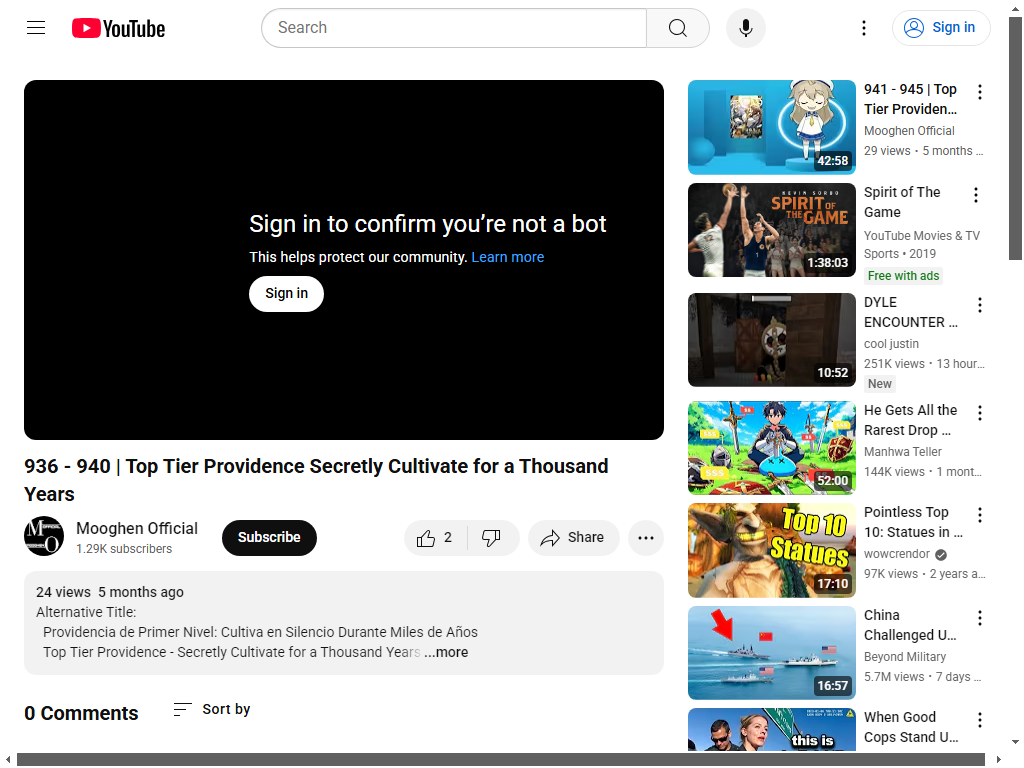 YouTube
Search
Sign in
Sign in to confirm you’re not a bot
This helps protect our community. Learn more
Sign in
936 - 940 | Top Tier Providence Secretly Cultivate for a Thousand
Years
Mooghen Official
1.29K subscribers
Subscribe
2
Share
24 views 5 months ago
Alternative Title:
Providencia de Primer Nivel: Cultiva en Silencio Durante Miles de Años
Top Tier Providence - Secretly Cultivate for a Thousand Years ...more
0 Comments
Sort by
42:58
941 - 945 | Top
Tier Providen...
Mooghen Official
29 views • 5 months ...
KEVIN SORBO
SPIRIT OF
THE GAME
1:38:03
Spirit of The
Game
YouTube Movies & TV
Sports • 2019
Free with ads
10:52
DYLE
ENCOUNTER ...
cool justin
251K views • 13 hour...
New
SSS
52:00
He Gets All the
Rarest Drop ...
Manhwa Teller
144K views • 1 mont...
Top 10
Statues
17:10
Pointless Top
10: Statues in ...
wowcrendor
97K views • 2 years a...
16:57
China
Challenged U...
Beyond Military
5.7M views • 7 days ...
this is
When Good
Cops Stand U...